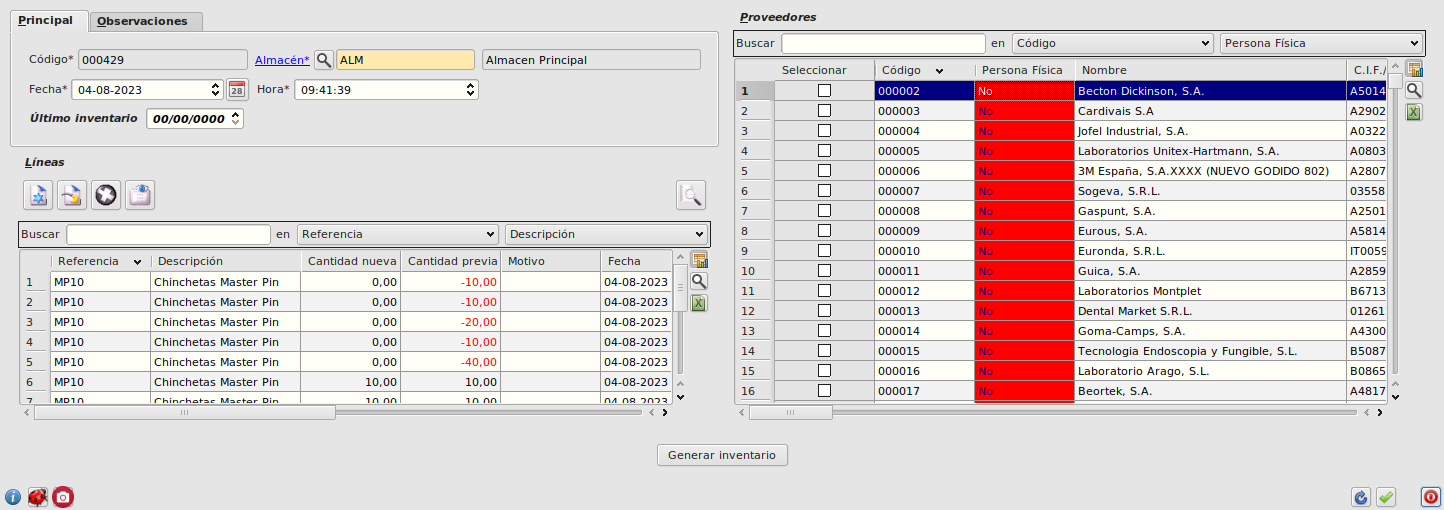 Principal Observaciones
Código* 000429 Almacén* ALM Almacen Principal
Fecha* 04-08-2023 28 Hora* 09:41:39
Último inventario 00/00/0000
Líneas
Buscar en Referencia Descripción
Referencia Descripción Cantidad nueva Cantidad previa Motivo Fecha
1 MP10 Chinchetas Master Pin 0,00 -10,00 04-08-2023
2 MP10 Chinchetas Master Pin 0,00 -10,00 04-08-2023
3 MP10 Chinchetas Master Pin 0,00 -20,00 04-08-2023
4 MP10 Chinchetas Master Pin 0,00 -10,00 04-08-2023
5 MP10 Chinchetas Master Pin 0,00 -40,00 04-08-2023
6 MP10 Chinchetas Master Pin 10,00 10,00 04-08-2023
7 MP10 Chinchetas Master Pin 10,00 10,00 04-08-2023
Proveedores
Buscar en Código Persona Física
Seleccionar Código Persona Física Nombre C.I.F./
1 000002 No Becton Dickinson, S.A. A5014
2 000003 No Cardivais S.A A2902
3 000004 No Jofel Industrial, S.A. A0322
4 000005 No Laboratorios Unitex-Hartmann, S.A. A0803
5 000006 No 3M España, S.A.XXXX (NUEVO GODIDO 802) A2807
6 000007 No Sogeva, S.R.L. 03558
7 000008 No Gaspunt, S.A. A2501
8 000009 No Eurous, S.A. A5814
9 000010 No Euronda, S.R.L. IT0059
10 000011 No Guica, S.A. A2859
11 000012 No Laboratorios Montplet B6713
12 000013 No Dental Market S.R.L. 01261
13 000014 No Goma-Camps, S.A. A4300
14 000015 No Tecnologia Endoscopia y Fungible, S.L. B5087
15 000016 No Laboratorio Arago, S.L. B0865
16 000017 No Beortek, S.A. A4817
Generar inventario